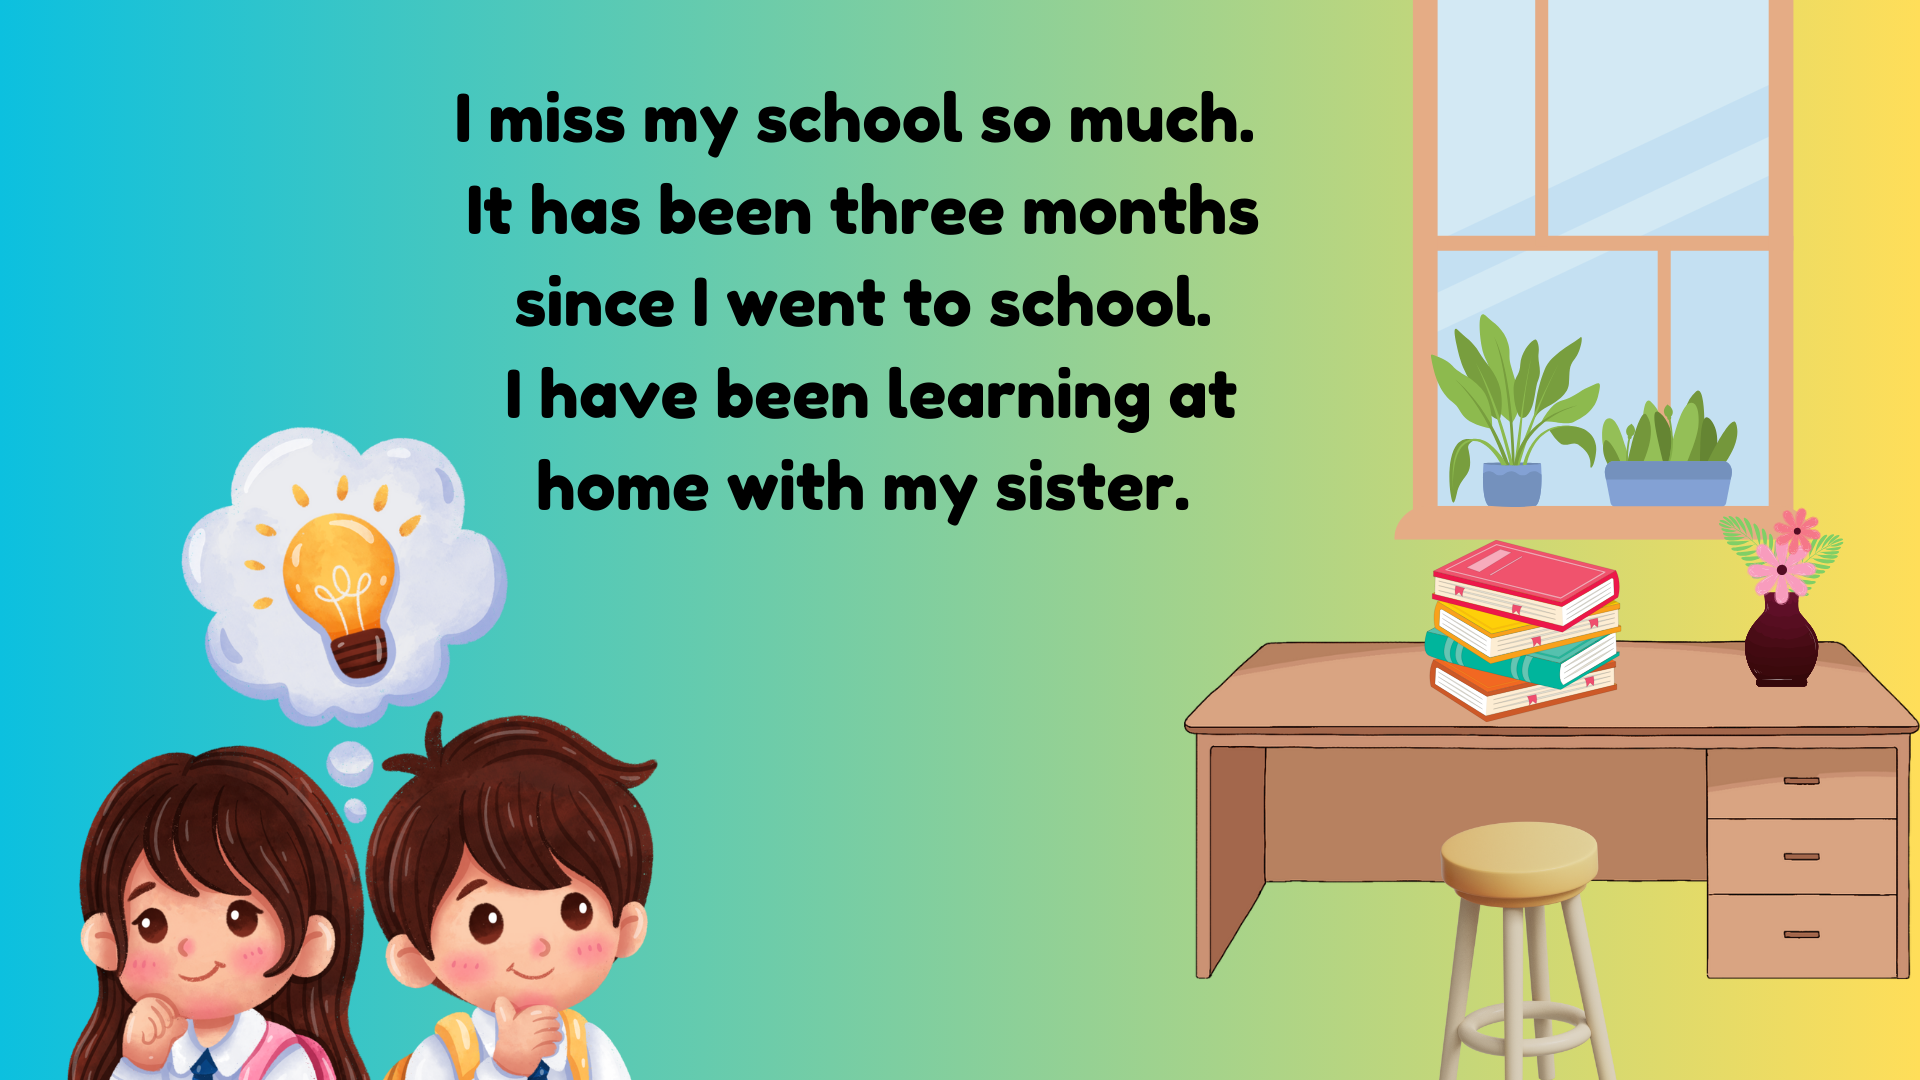 I miss my school so much.
It has been three months
since I went to school.
I have been learning at
home with my sister.